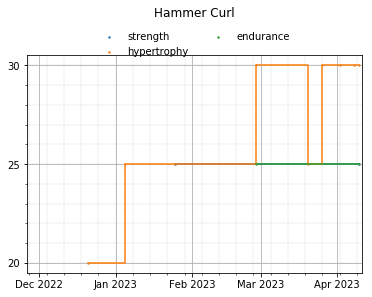 Hammer Curl
strength
endurance
hypertrophy
30
25
20
Dec 2022
Jan 2023
Feb 2023
Mar 2023
Apr 2023